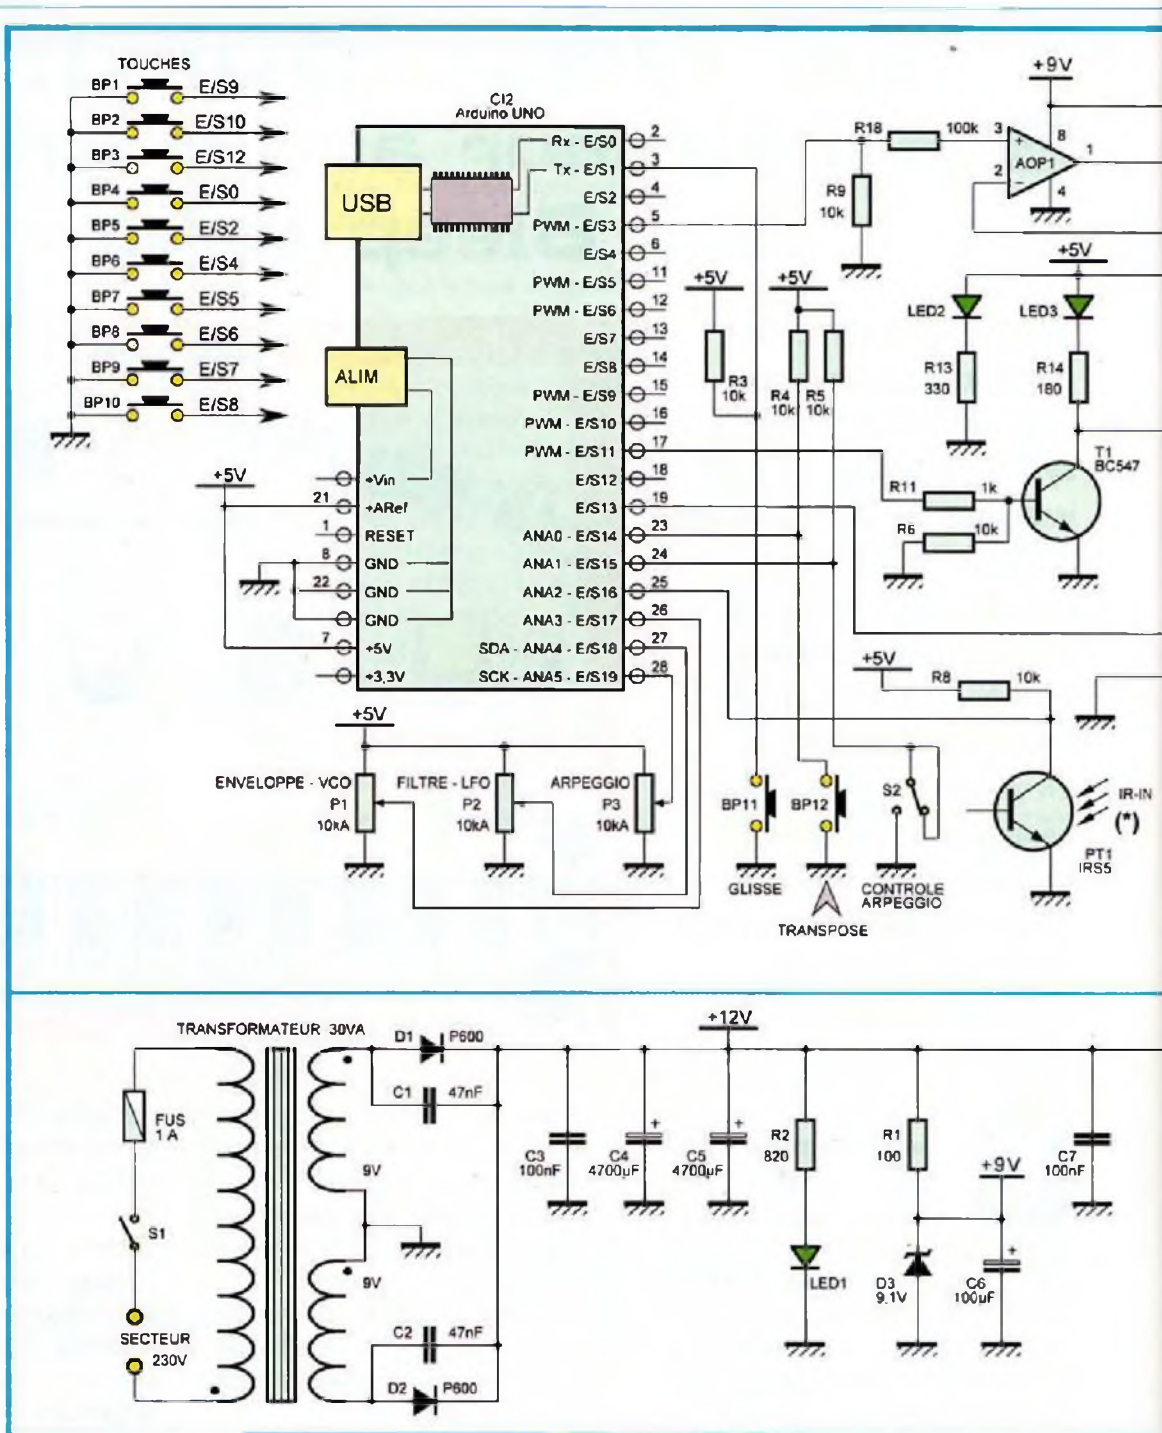 TOUCHES
BP1 E/S9
BP2 E/S10
BP3 E/S12
BP4 E/S0
BP5 E/S2
BP6 E/S4
BP7 E/S5
BP8 E/S6
BP9 E/S7
BP10 E/S8
CI2
Arduino UNO
USB
ALIM
Rx - E/S0 2
Tx - E/S1 3
E/S2 4
PWM - E/S3 5
E/S4 6
PWM - E/S5 11
PWM - E/S6 12
E/S7 13
E/S8 14
PWM - E/S9 15
PWM - E/S10 16
PWM - E/S11 17
E/S12 18
E/S13 19
ANA0 - E/S14 23
ANA1 - E/S15 24
ANA2 - E/S16 25
ANA3 - E/S17 26
SDA - ANA4 - E/S18 27
SCK - ANA5 - E/S19 28
+5V
+Vin
21 +ARef
1 RESET
8 GND
22 GND
GND
7 +5V
+3,3V
+9V
R18 100k
3 + 8 1
AOP1
2 - 4
R9
10k
+5V
+5V
+5V
R3
10k
R4
10k
R5
10k
LED2
LED3
R13
330
R14
180
T1
BC547
R11 1k
R6 10k
+5V
R8 10k
+5V
ENVELOPPE - VCO
P1
10kA
FILTRE - LFO
P2
10kA
ARPEGGIO
P3
10kA
BP11
GLISSE
BP12
TRANSPOSE
S2
CONTROLE
ARPEGGIO
IR-IN
(*)
PT1
IRS5
TRANSFORMATEUR 30VA
FUS
1 A
S1
SECTEUR
230V
9V
9V
D1 P600
C1 47nF
C2 47nF
D2 P600
+12V
C3
100nF
C4
4700µF
+
C5
4700µF
+
R2
820
LED1
R1
100
+9V
D3
9.1V
C6
100µF
+
C7
100nF